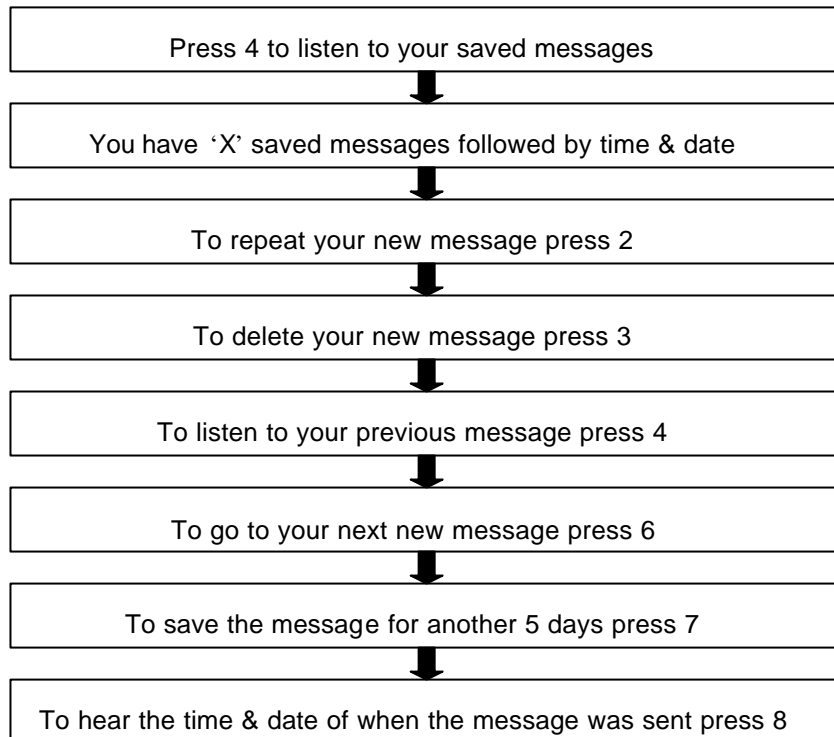 Press 4 to listen to your saved messages
You have ‘X’ saved messages followed by time & date
To repeat your new message press 2
To delete your new message press 3
To listen to your previous message press 4
To go to your next new message press 6
To save the message for another 5 days press 7
To hear the time & date of when the message was sent press 8